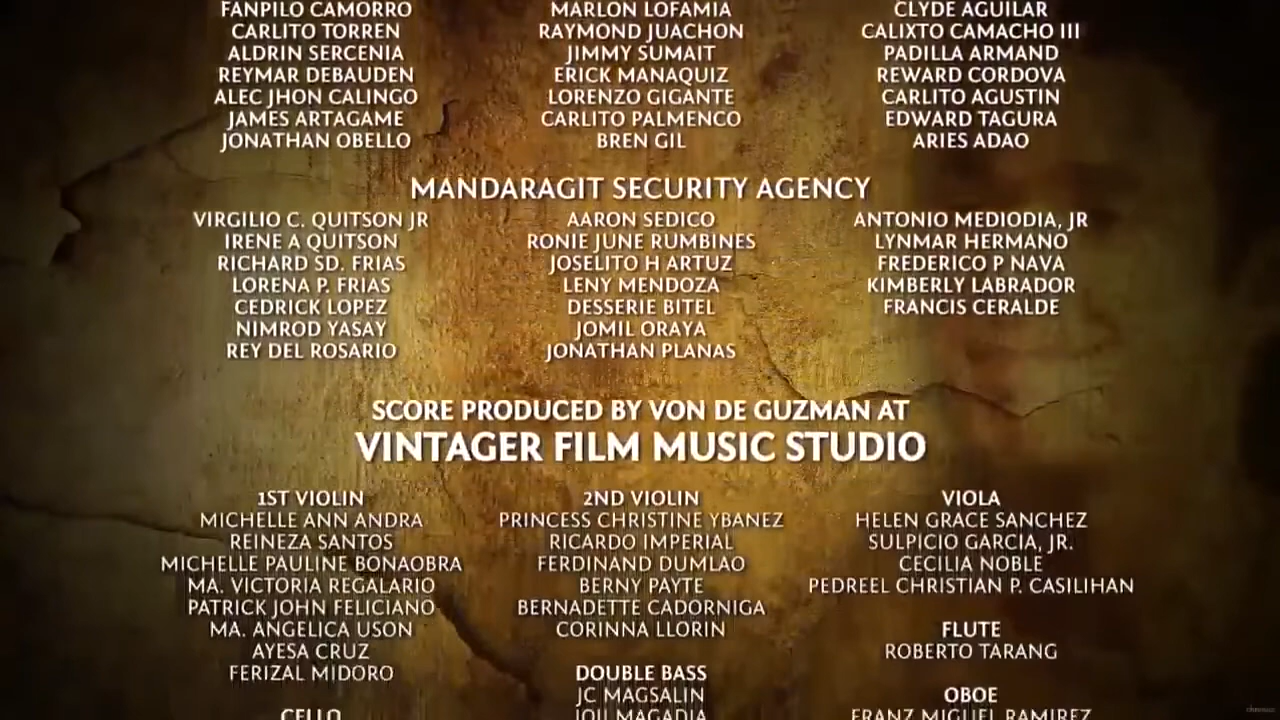 FANPILO CAMORRO
CARLITO TORREN
ALDRIN SERCENIA
REYMAR DEBAUDEN
ALEC JHON CALINGO
JAMES ARTAGAME
JONATHAN OBELLO
MARLON LOFAMIA
RAYMOND JUACHON
JIMMY SUMAIT
ERICK MANAQUIZ
LORENZO GIGANTE
CARLITO PALMENCO
BREN GIL
CLYDE AGUILAR
CALIXTO CAMACHO III
PADILLA ARMAND
REWARD CORDOVA
CARLITO AGUSTIN
EDWARD TAGURA
ARIES ADAO
MANDARAGIT SECURITY AGENCY
VIRGILIO C. QUITSON JR
IRENE A QUITSON
RICHARD SD. FRIAS
LORENA P. FRIAS
CEDRICK LOPEZ
NIMROD YASAY
REY DEL ROSARIO
AARON SEDICO
RONIE JUNE RUMBINES
JOSELITO H ARTUZ
LENY MENDOZA
DESSERIE BITEL
JOMIL ORAYA
JONATHAN PLANAS
ANTONIO MEDIODIA, JR
LYNMAR HERMANO
FREDERICO P NAVA
KIMBERLY LABRADOR
FRANCIS CERALDE
SCORE PRODUCED BY VON DE GUZMAN AT
VINTAGER FILM MUSIC STUDIO
1ST VIOLIN
MICHELLE ANN ANDRA
REINEZA SANTOS
MICHELLE PAULINE BONAOBRA
MA. VICTORIA REGALARIO
PATRICK JOHN FELICIANO
MA. ANGELICA USON
AYESA CRUZ
FERIZAL MIDORO
CELLO
2ND VIOLIN
PRINCESS CHRISTINE YBANEZ
RICARDO IMPERIAL
FERDINAND DUMLAO
BERNY PAYTE
BERNADETTE CADORNIGA
CORINNA LLORIN
DOUBLE BASS
JC MAGSALIN
MAGADIA
VIOLA
HELEN GRACE SANCHEZ
SULPICIO GARCIA, JR.
CECILIA NOBLE
PEDREEL CHRISTIAN P. CASILIHAN
FLUTE
ROBERTO TARANG
OBOE
FRANZ MIGUEL RAMIREZ